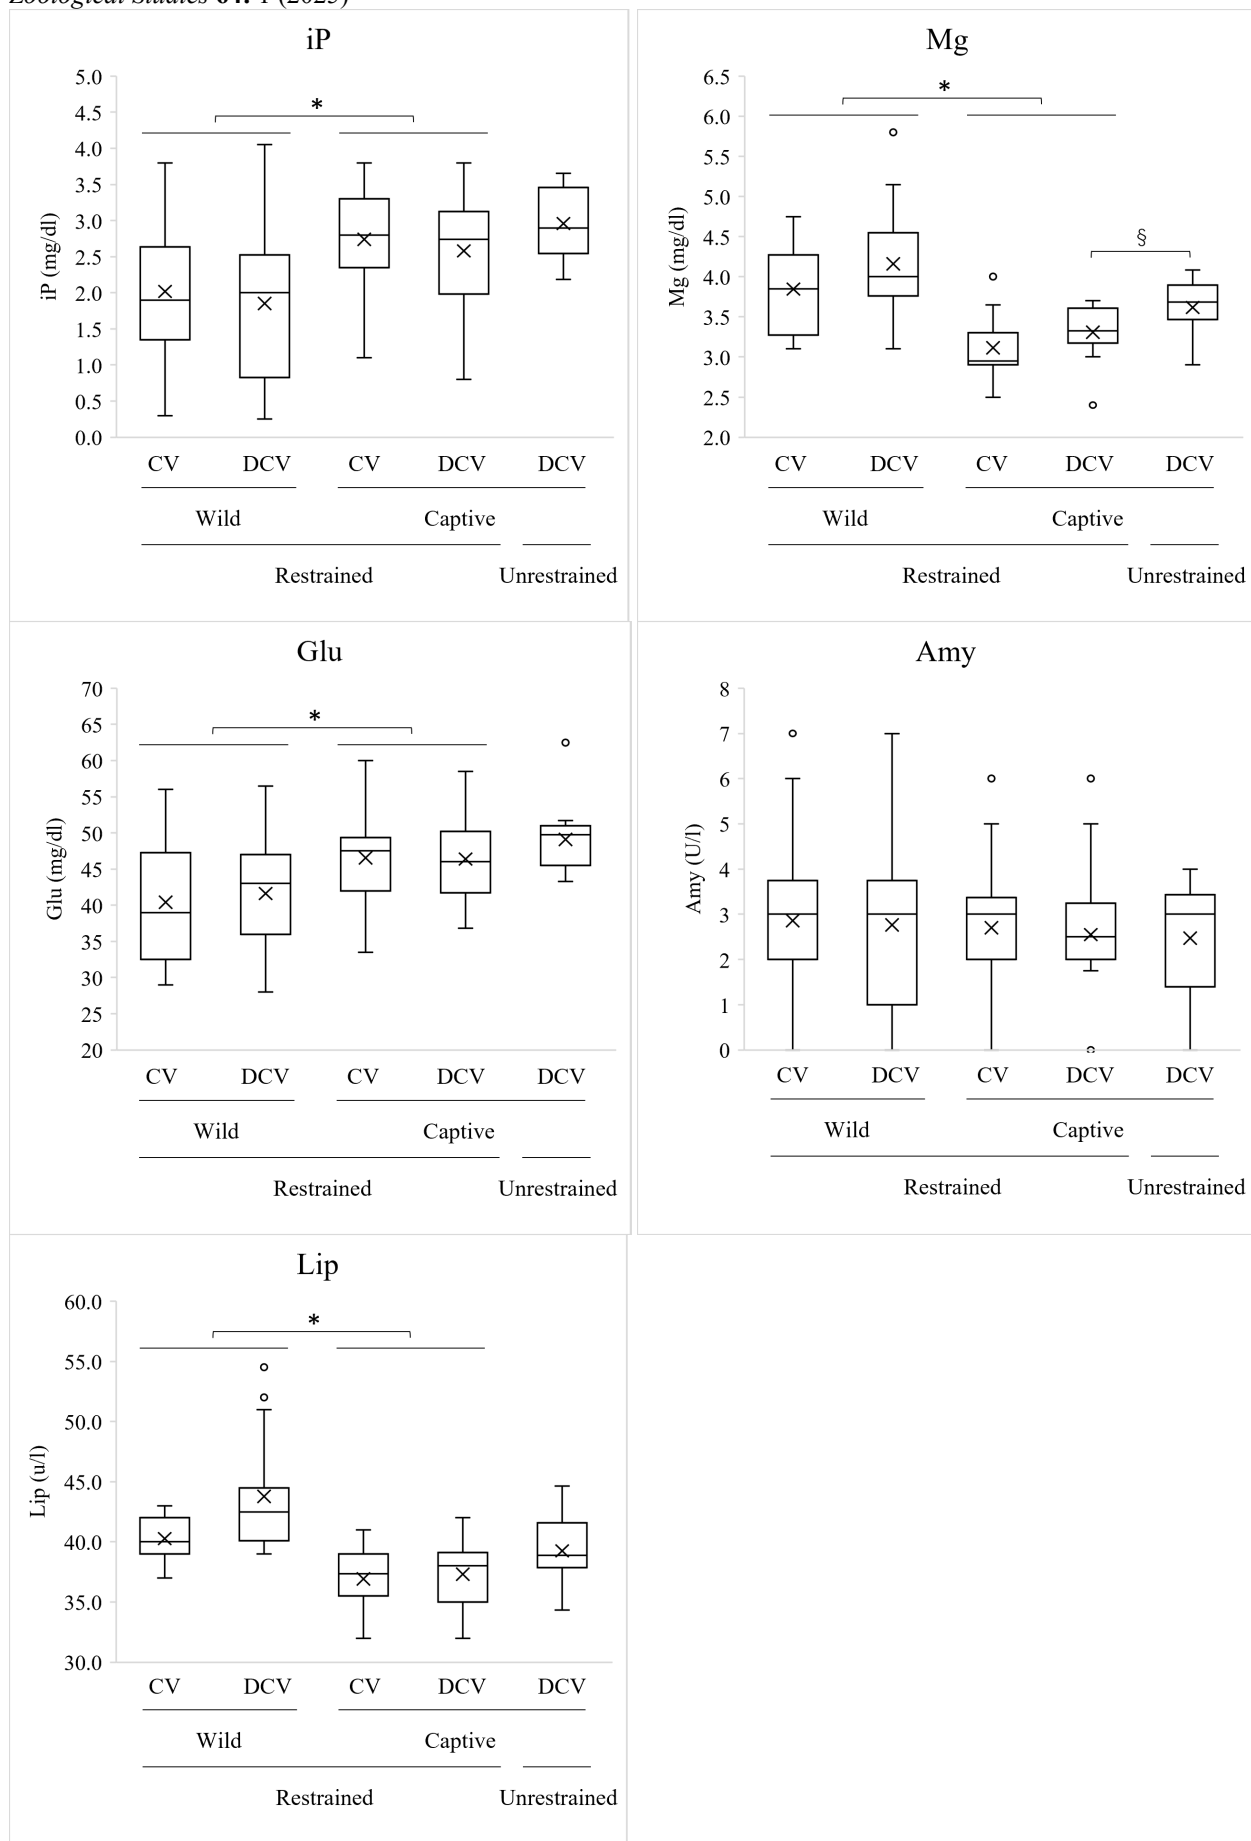 Zoological Studies 64: 1 (2025)
iP
5.0
4.5
4.0
3.5
3.0
2.5
2.0
1.5
1.0
0.5
0.0
iP (mg/dl)
*
CV DCV CV DCV DCV
Wild Captive
Restrained Unrestrained
Mg
6.5
6.0
5.5
5.0
4.5
4.0
3.5
3.0
2.5
2.0
Mg (mg/dl)
*
§
CV DCV CV DCV DCV
Wild Captive
Restrained Unrestrained
Glu
70
65
60
55
50
45
40
35
30
25
20
Glu (mg/dl)
*
CV DCV CV DCV DCV
Wild Captive
Restrained Unrestrained
Amy
8
7
6
5
4
3
2
1
0
Amy (U/l)
CV DCV CV DCV DCV
Wild Captive
Restrained Unrestrained
Lip
60.0
55.0
50.0
45.0
40.0
35.0
30.0
Lip (u/l)
*
CV DCV CV DCV DCV
Wild Captive
Restrained Unrestrained